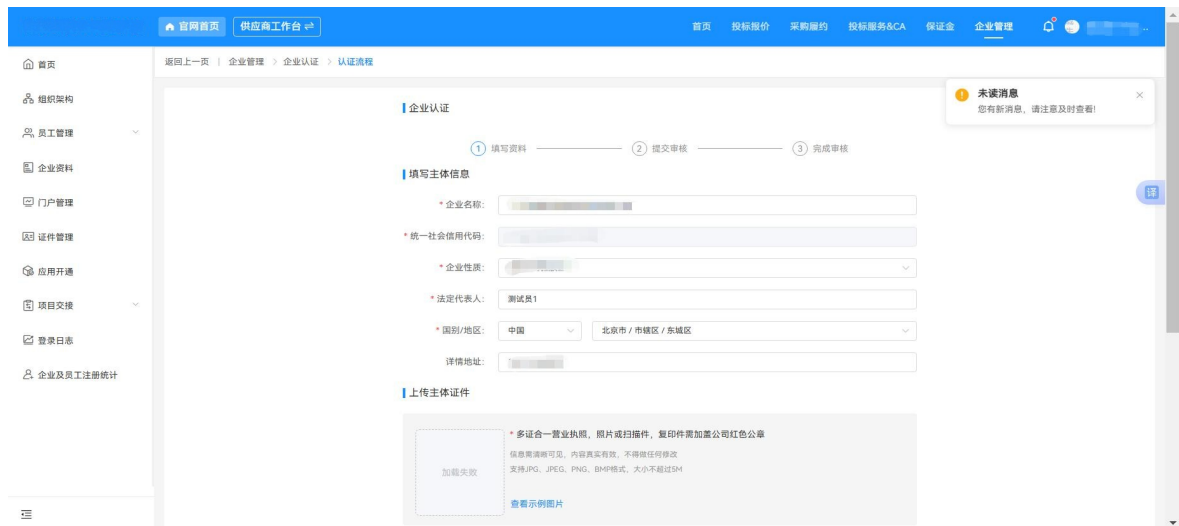 官网首页
供应商工作台
首页 投标报价 采购履约 投标服务&CA 保证金 企业管理
首页
返回上一页 | 企业管理 > 企业认证 > 认证流程
组织架构
员工管理
企业资料
门户管理
证件管理
应用开通
项目交接
登录日志
企业及员工注册统计
未读消息
您有新消息，请注意及时查看!
译
企业认证
1 填写资料 2 提交审核 3 完成审核
填写主体信息
* 企业名称:
* 统一社会信用代码:
* 企业性质:
* 法定代表人: 测试员1
* 国别/地区: 中国 北京市 / 市辖区 / 东城区
详情地址:
上传主体证件
加载失败
* 多证合一营业执照，照片或扫描件，复印件需加盖公司红色公章
信息需清晰可见，内容真实有效，不得做任何修改
支持JPG、JPEG、PNG、BMP格式，大小不超过5M
查看示例图片